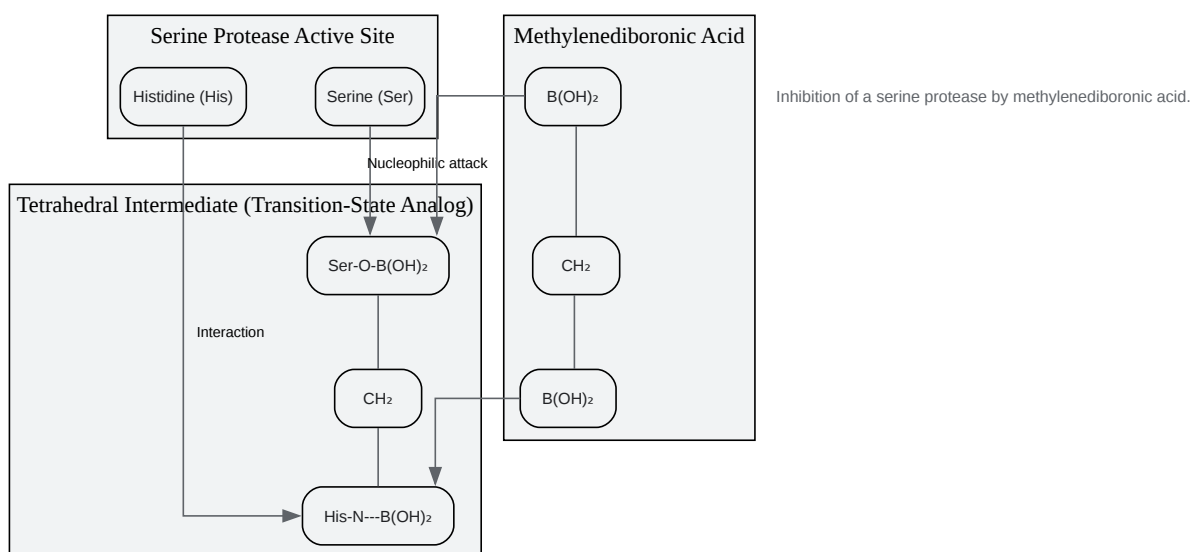 Serine Protease Active Site
Methylenediboronic Acid
Histidine (His)
Serine (Ser)
B(OH)₂
Inhibition of a serine protease by methylenediboronic acid.
Nucleophilic attack
Tetrahedral Intermediate (Transition-State Analog)
Ser-O-B(OH)₂
CH₂
Interaction
CH₂
B(OH)₂
His-N---B(OH)₂